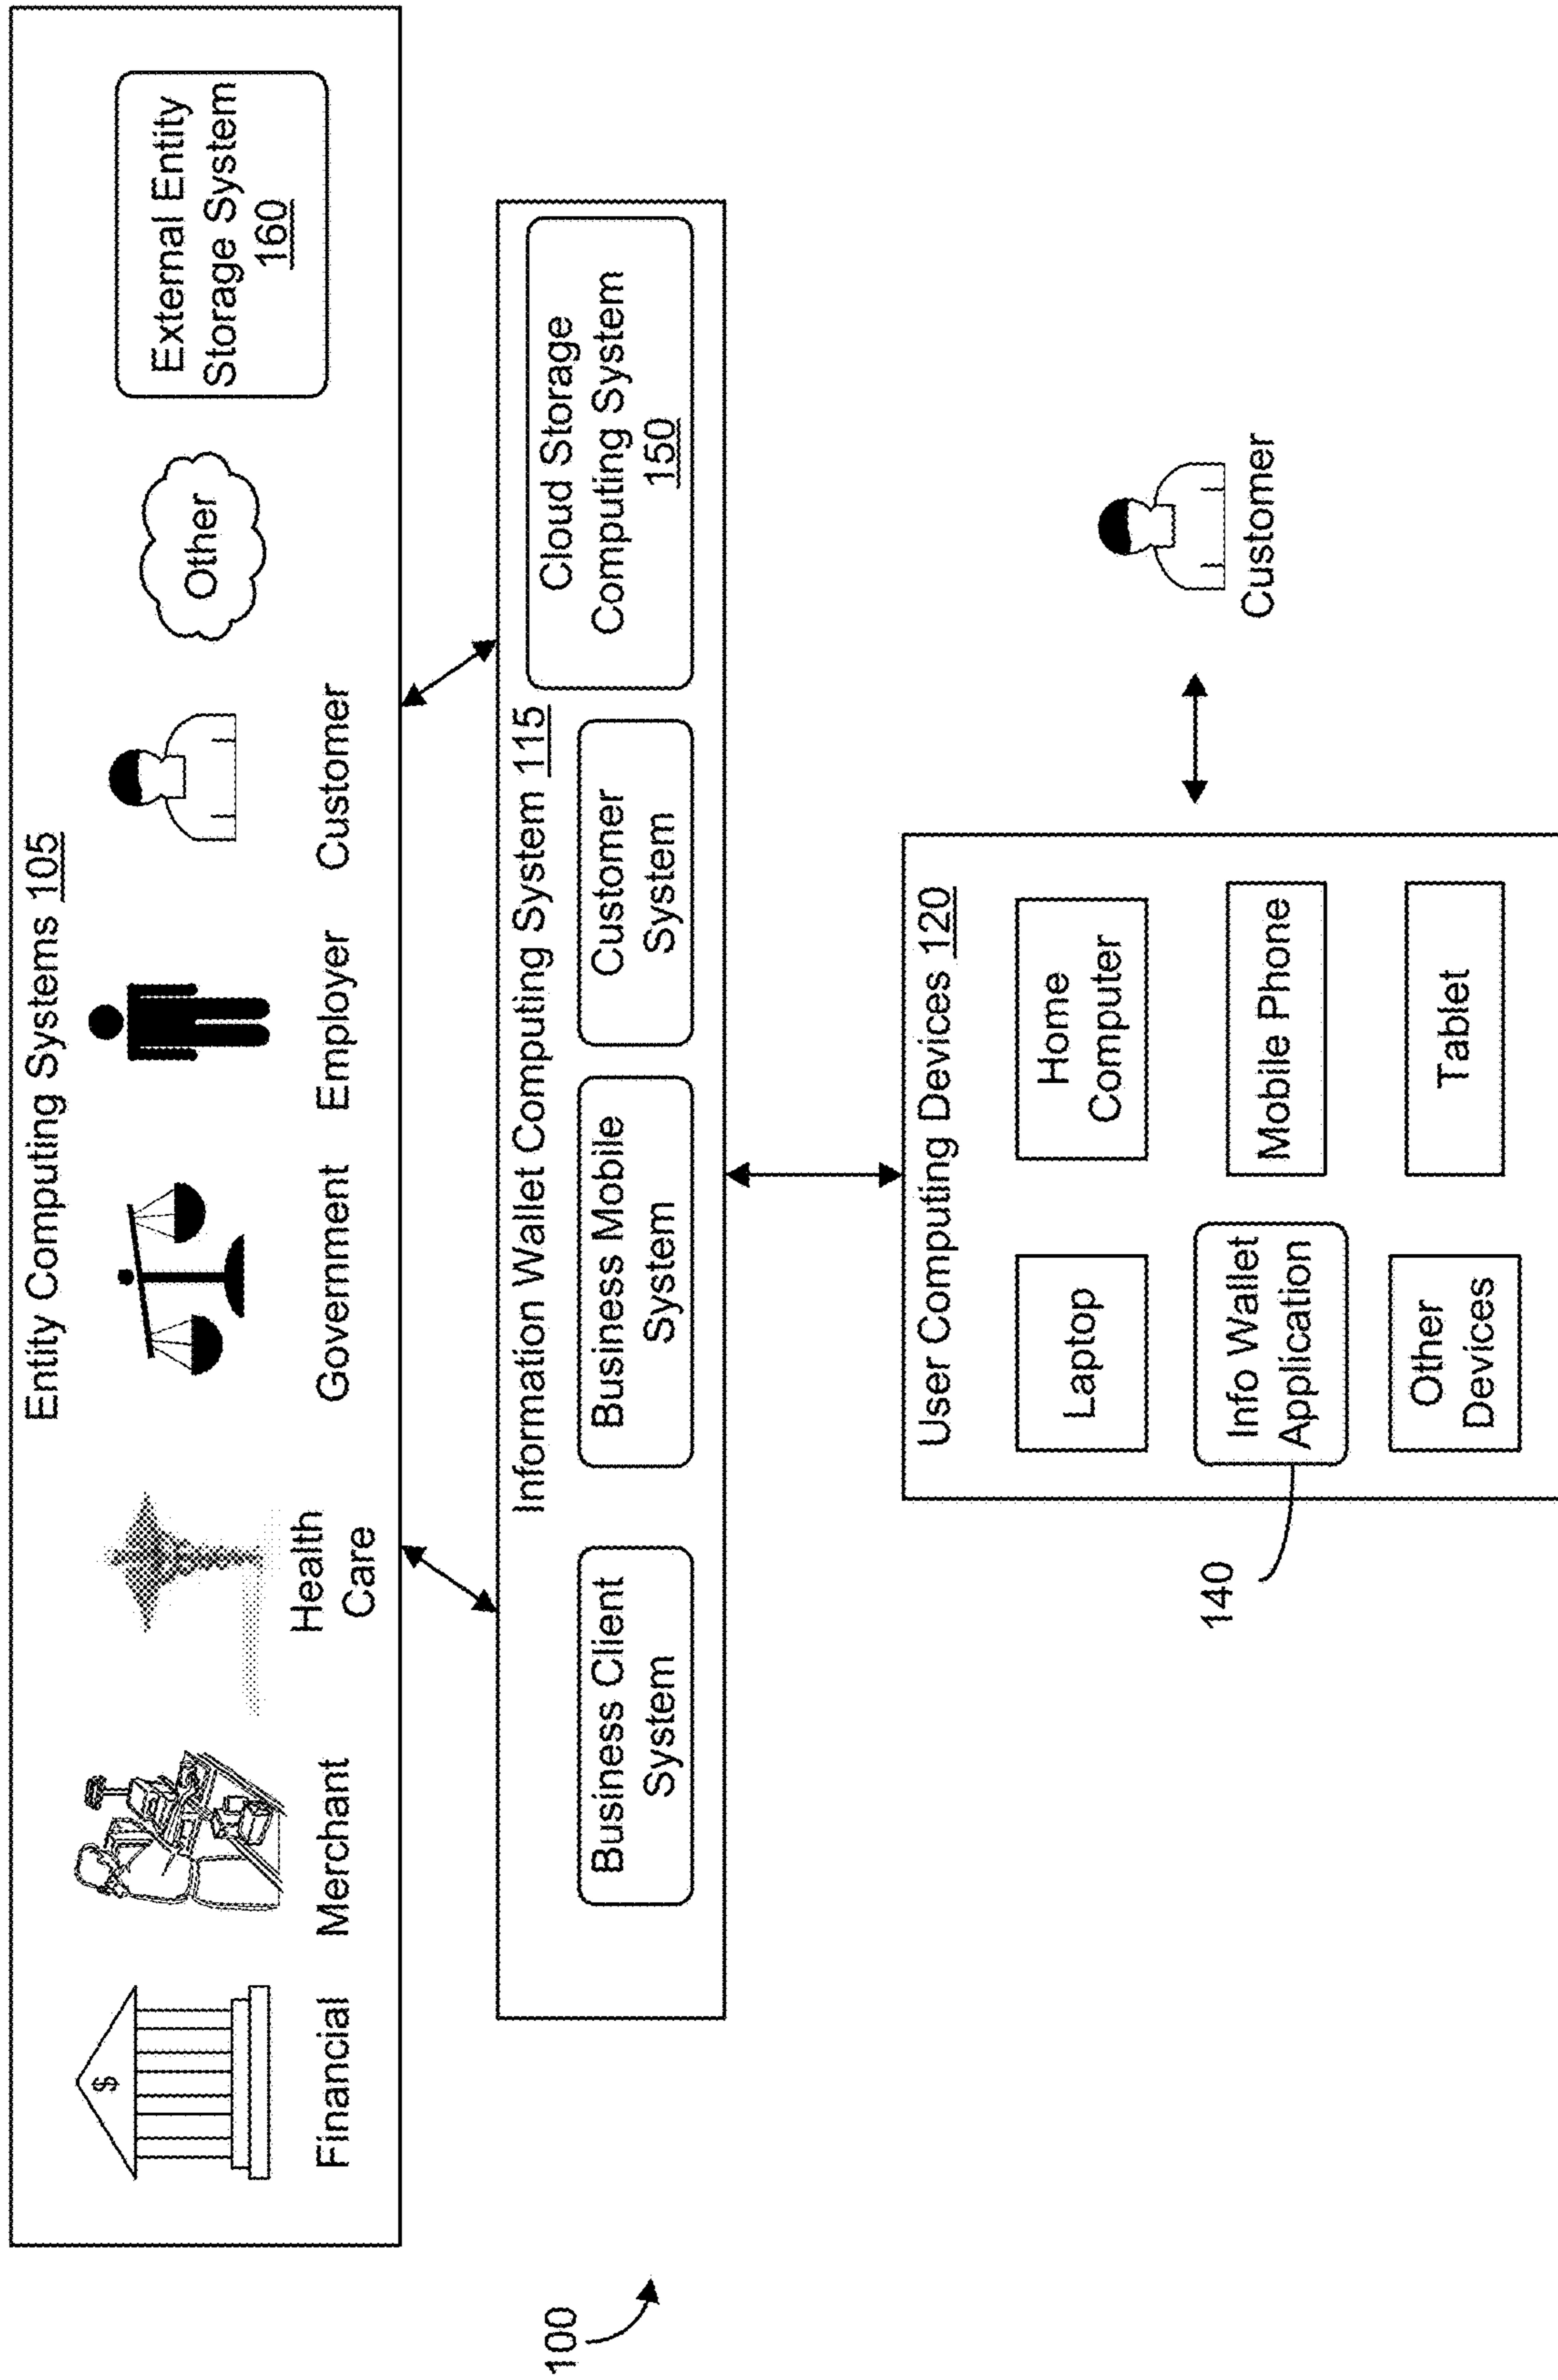 100
Entity Computing Systems 105
$
Financial
Merchant
Health
Care
Government
Employer
Customer
Other
External Entity
Storage System
160
Information Wallet Computing System 115
Business Client
System
Business Mobile
System
Customer
System
Cloud Storage
Computing System
150
User Computing Devices 120
Laptop
Home
Computer
Info Wallet
Application
Mobile Phone
Other
Devices
Tablet
140
Customer